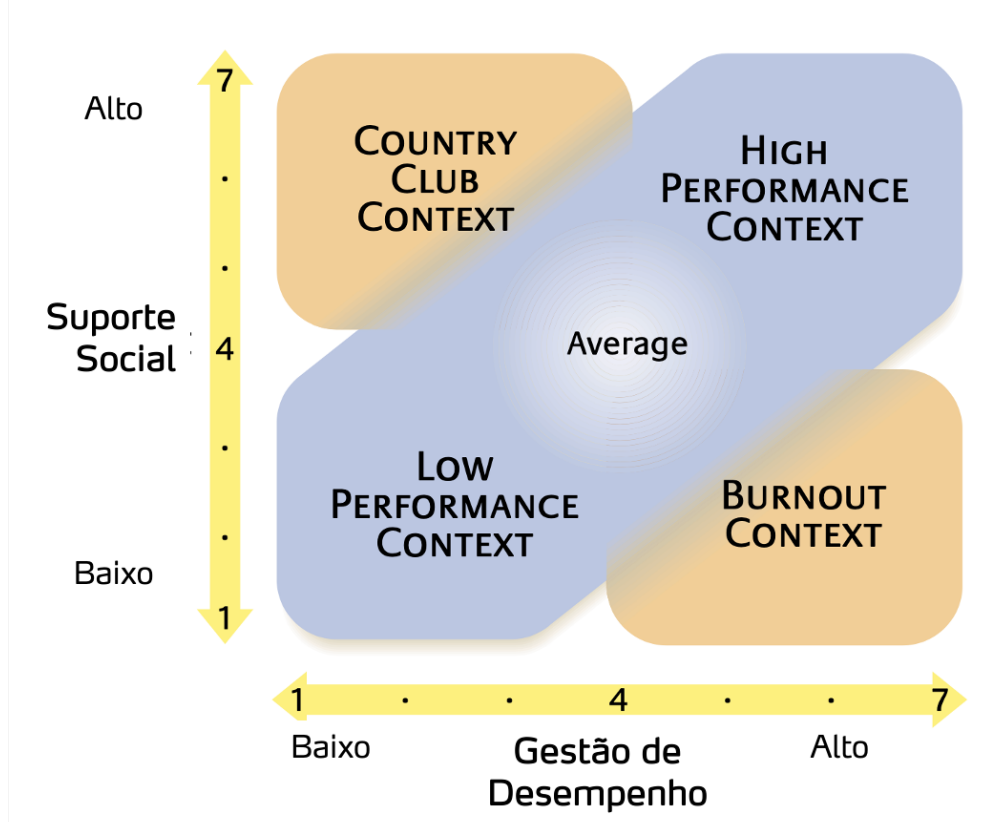 7
Alto
COUNTRY
CLUB
CONTEXT
HIGH
PERFORMANCE
CONTEXT
Suporte
Social
4
Average
LOW
PERFORMANCE
CONTEXT
BURNOUT
CONTEXT
Baixo
1
1 4 7
Baixo
Alto
Gestão de
Desempenho